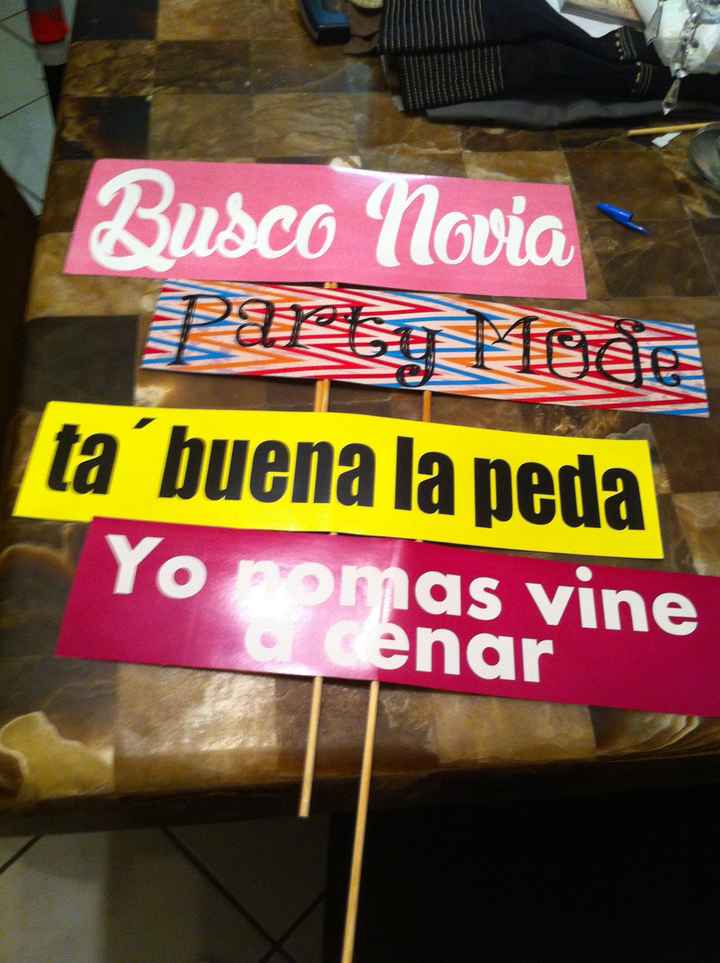 Busco Novia
Party Mode
ta´ buena la peda
Yo nomas vine
a cenar